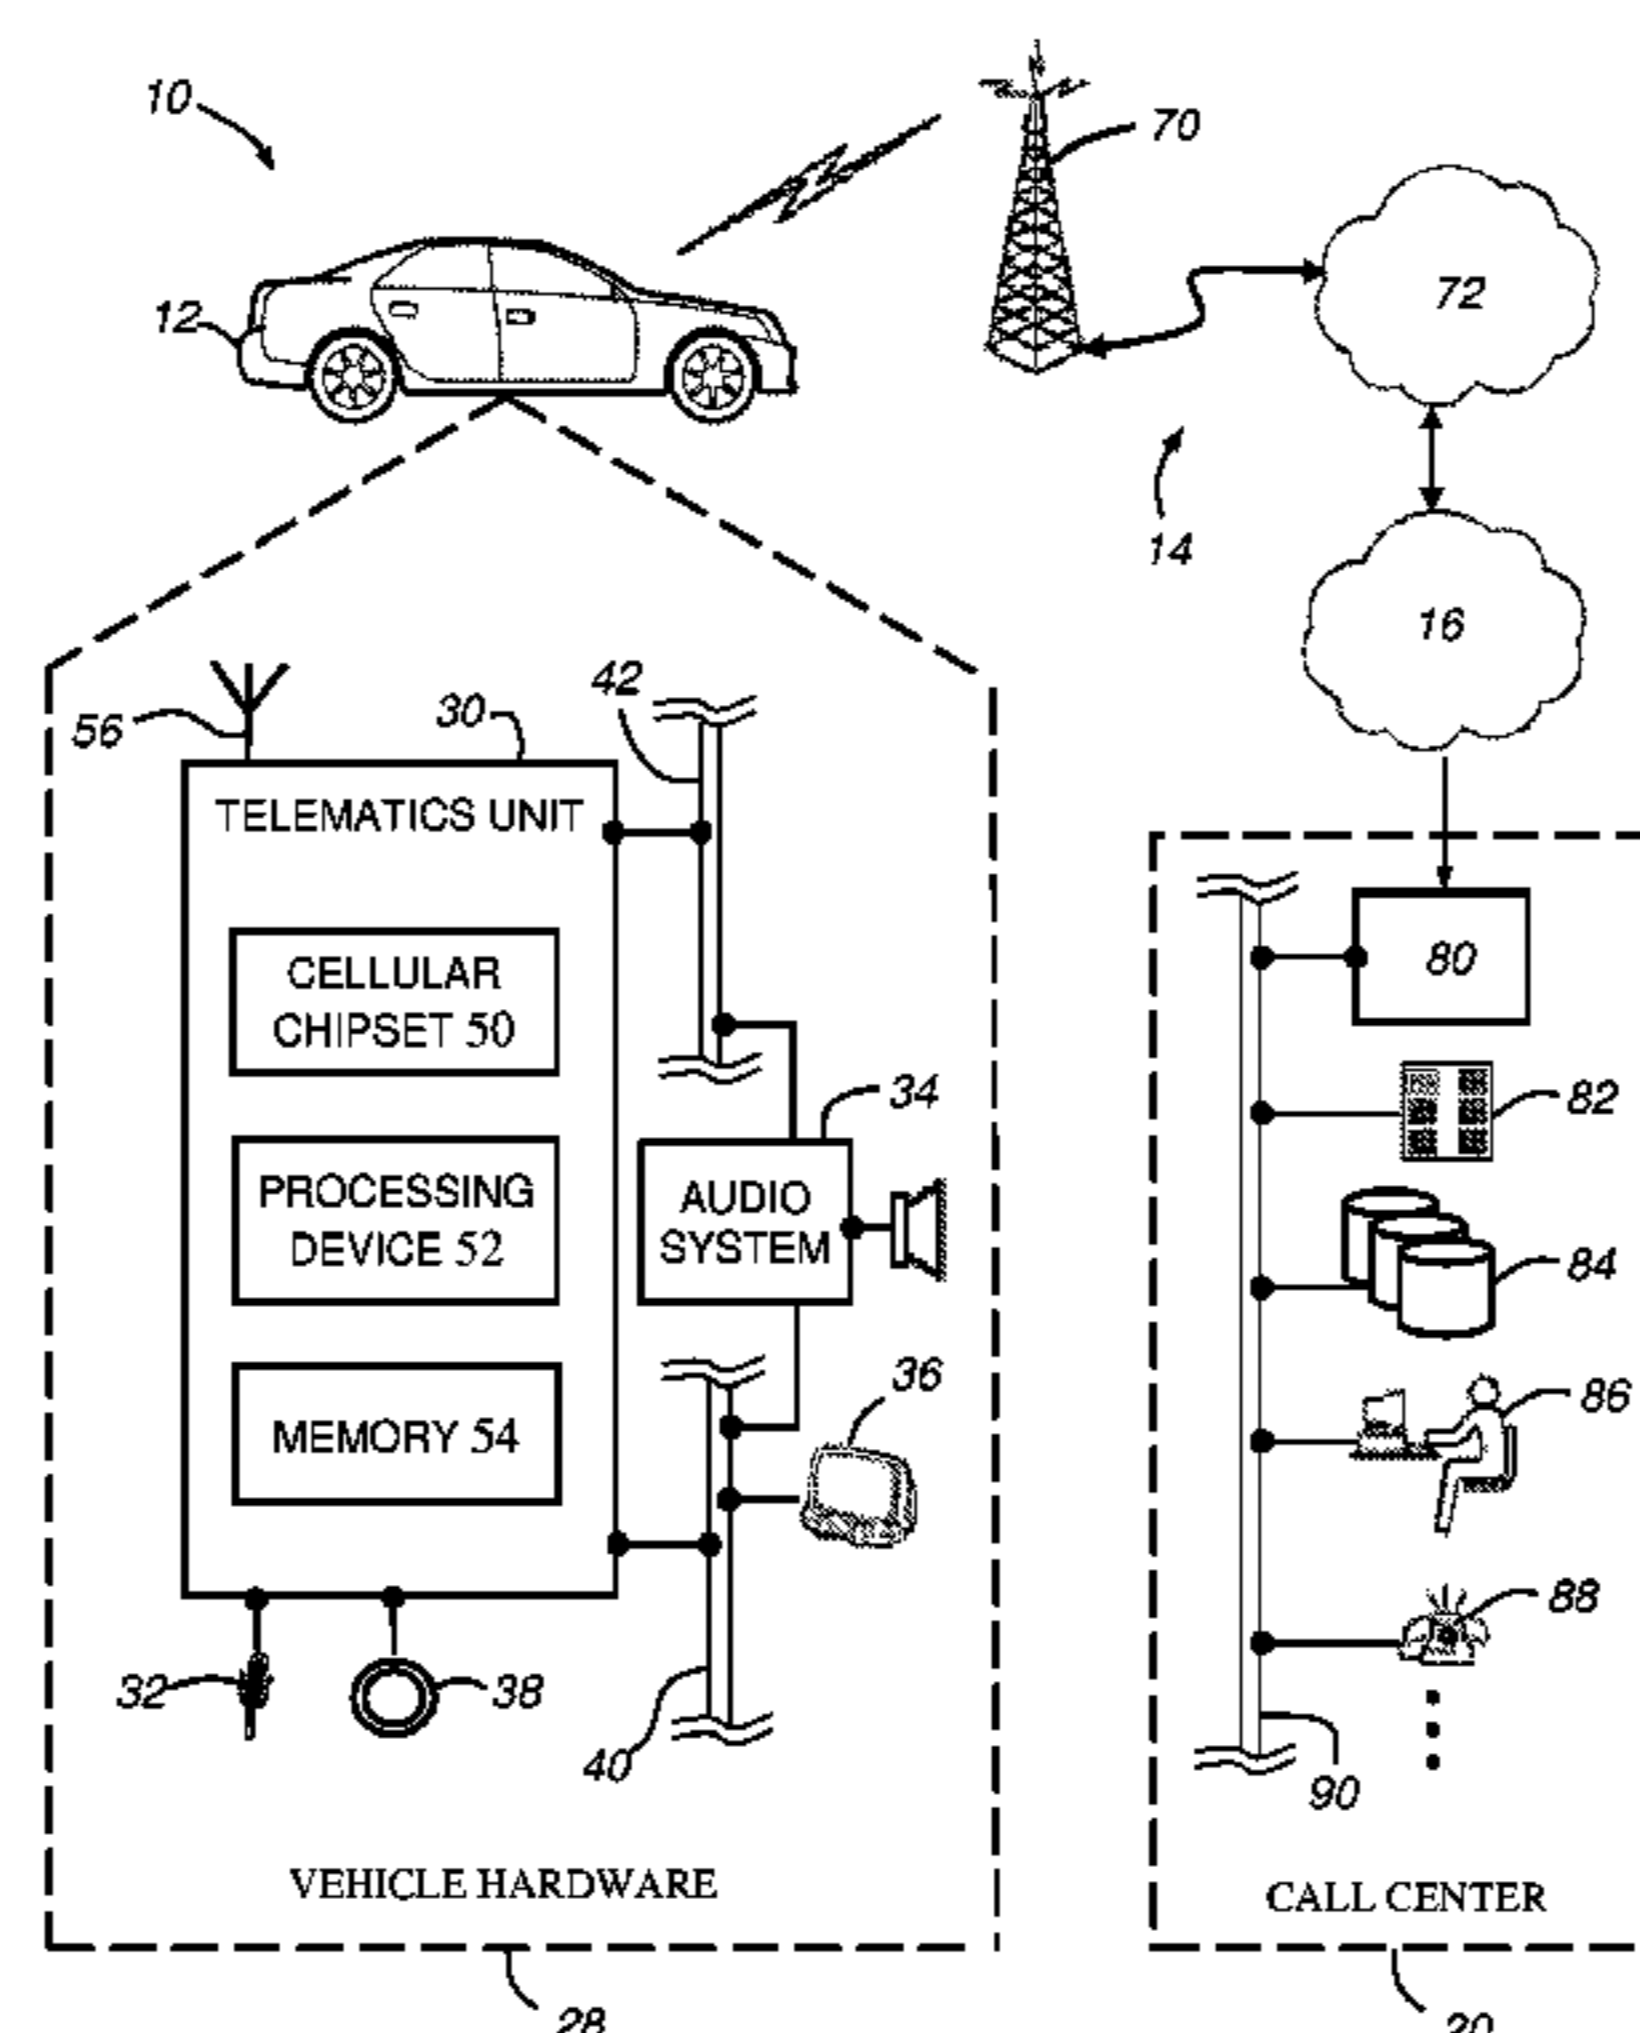 10
70
72
12
14
16
42
56
30
TELEMATICS UNIT
CELLULAR
CHIPSET 50
80
34
82
PROCESSING
DEVICE 52
AUDIO
SYSTEM
84
36
86
MEMORY 54
88
32
38
40
90
VEHICLE HARDWARE
CALL CENTER
28
20